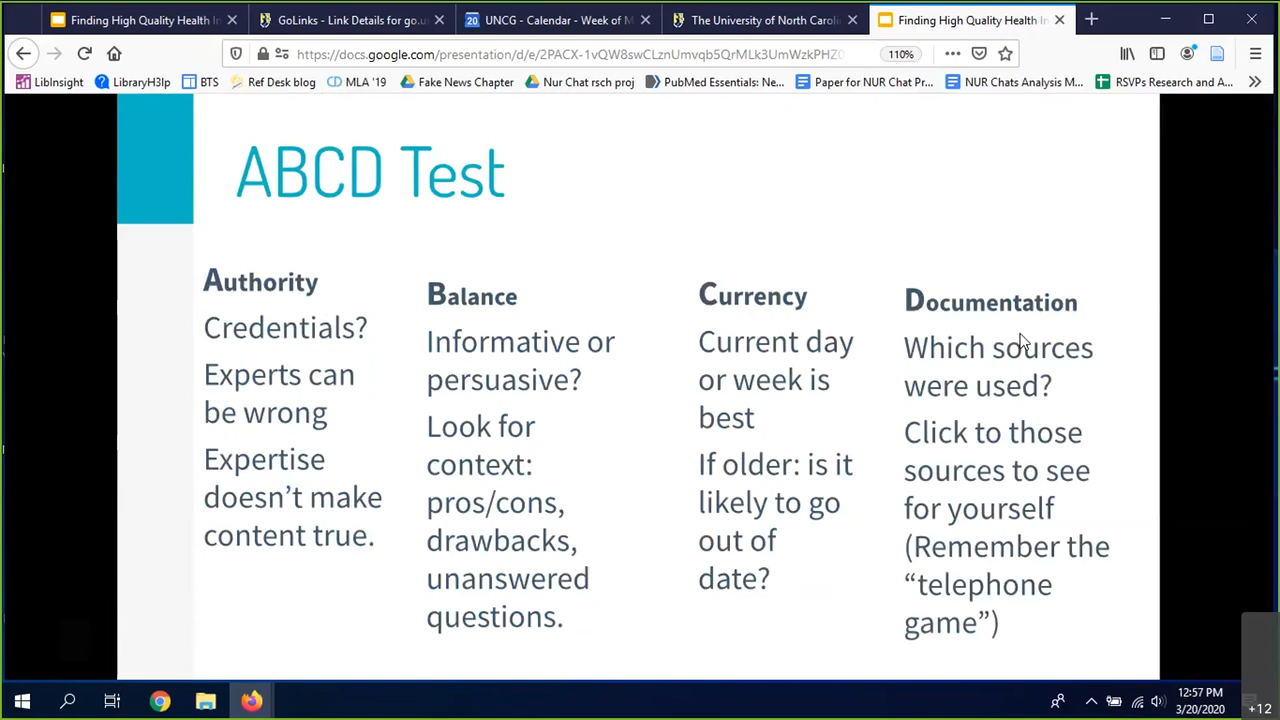 Finding High Quality Health In
GoLinks - Link Details for go.u
20 UNCG - Calendar - Week of M
The University of North Carolin
Finding High Quality Health In
https://docs.google.com/presentation/d/e/2PACX-1vQW8swCLznUmvqb5QrMLk3UmWzkPHZ0
110%
LibInsight
LibraryH3lp
BTS
Ref Desk blog
MLA '19
Fake News Chapter
Nur Chat rsch proj
PubMed Essentials: Ne...
Paper for NUR Chat Pr...
NUR Chats Analysis M...
RSVPs Research and A...
ABCD Test
Authority
Credentials?
Experts can
be wrong
Expertise
doesn't make
content true.
Balance
Informative or
persuasive?
Look for
context:
pros/cons,
drawbacks,
unanswered
questions.
Currency
Current day
or week is
best
If older: is it
likely to go
out of
date?
Documentation
Which sources
were used?
Click to those
sources to see
for yourself
(Remember the
“telephone
game”)
12:57 PM
3/20/2020
+12